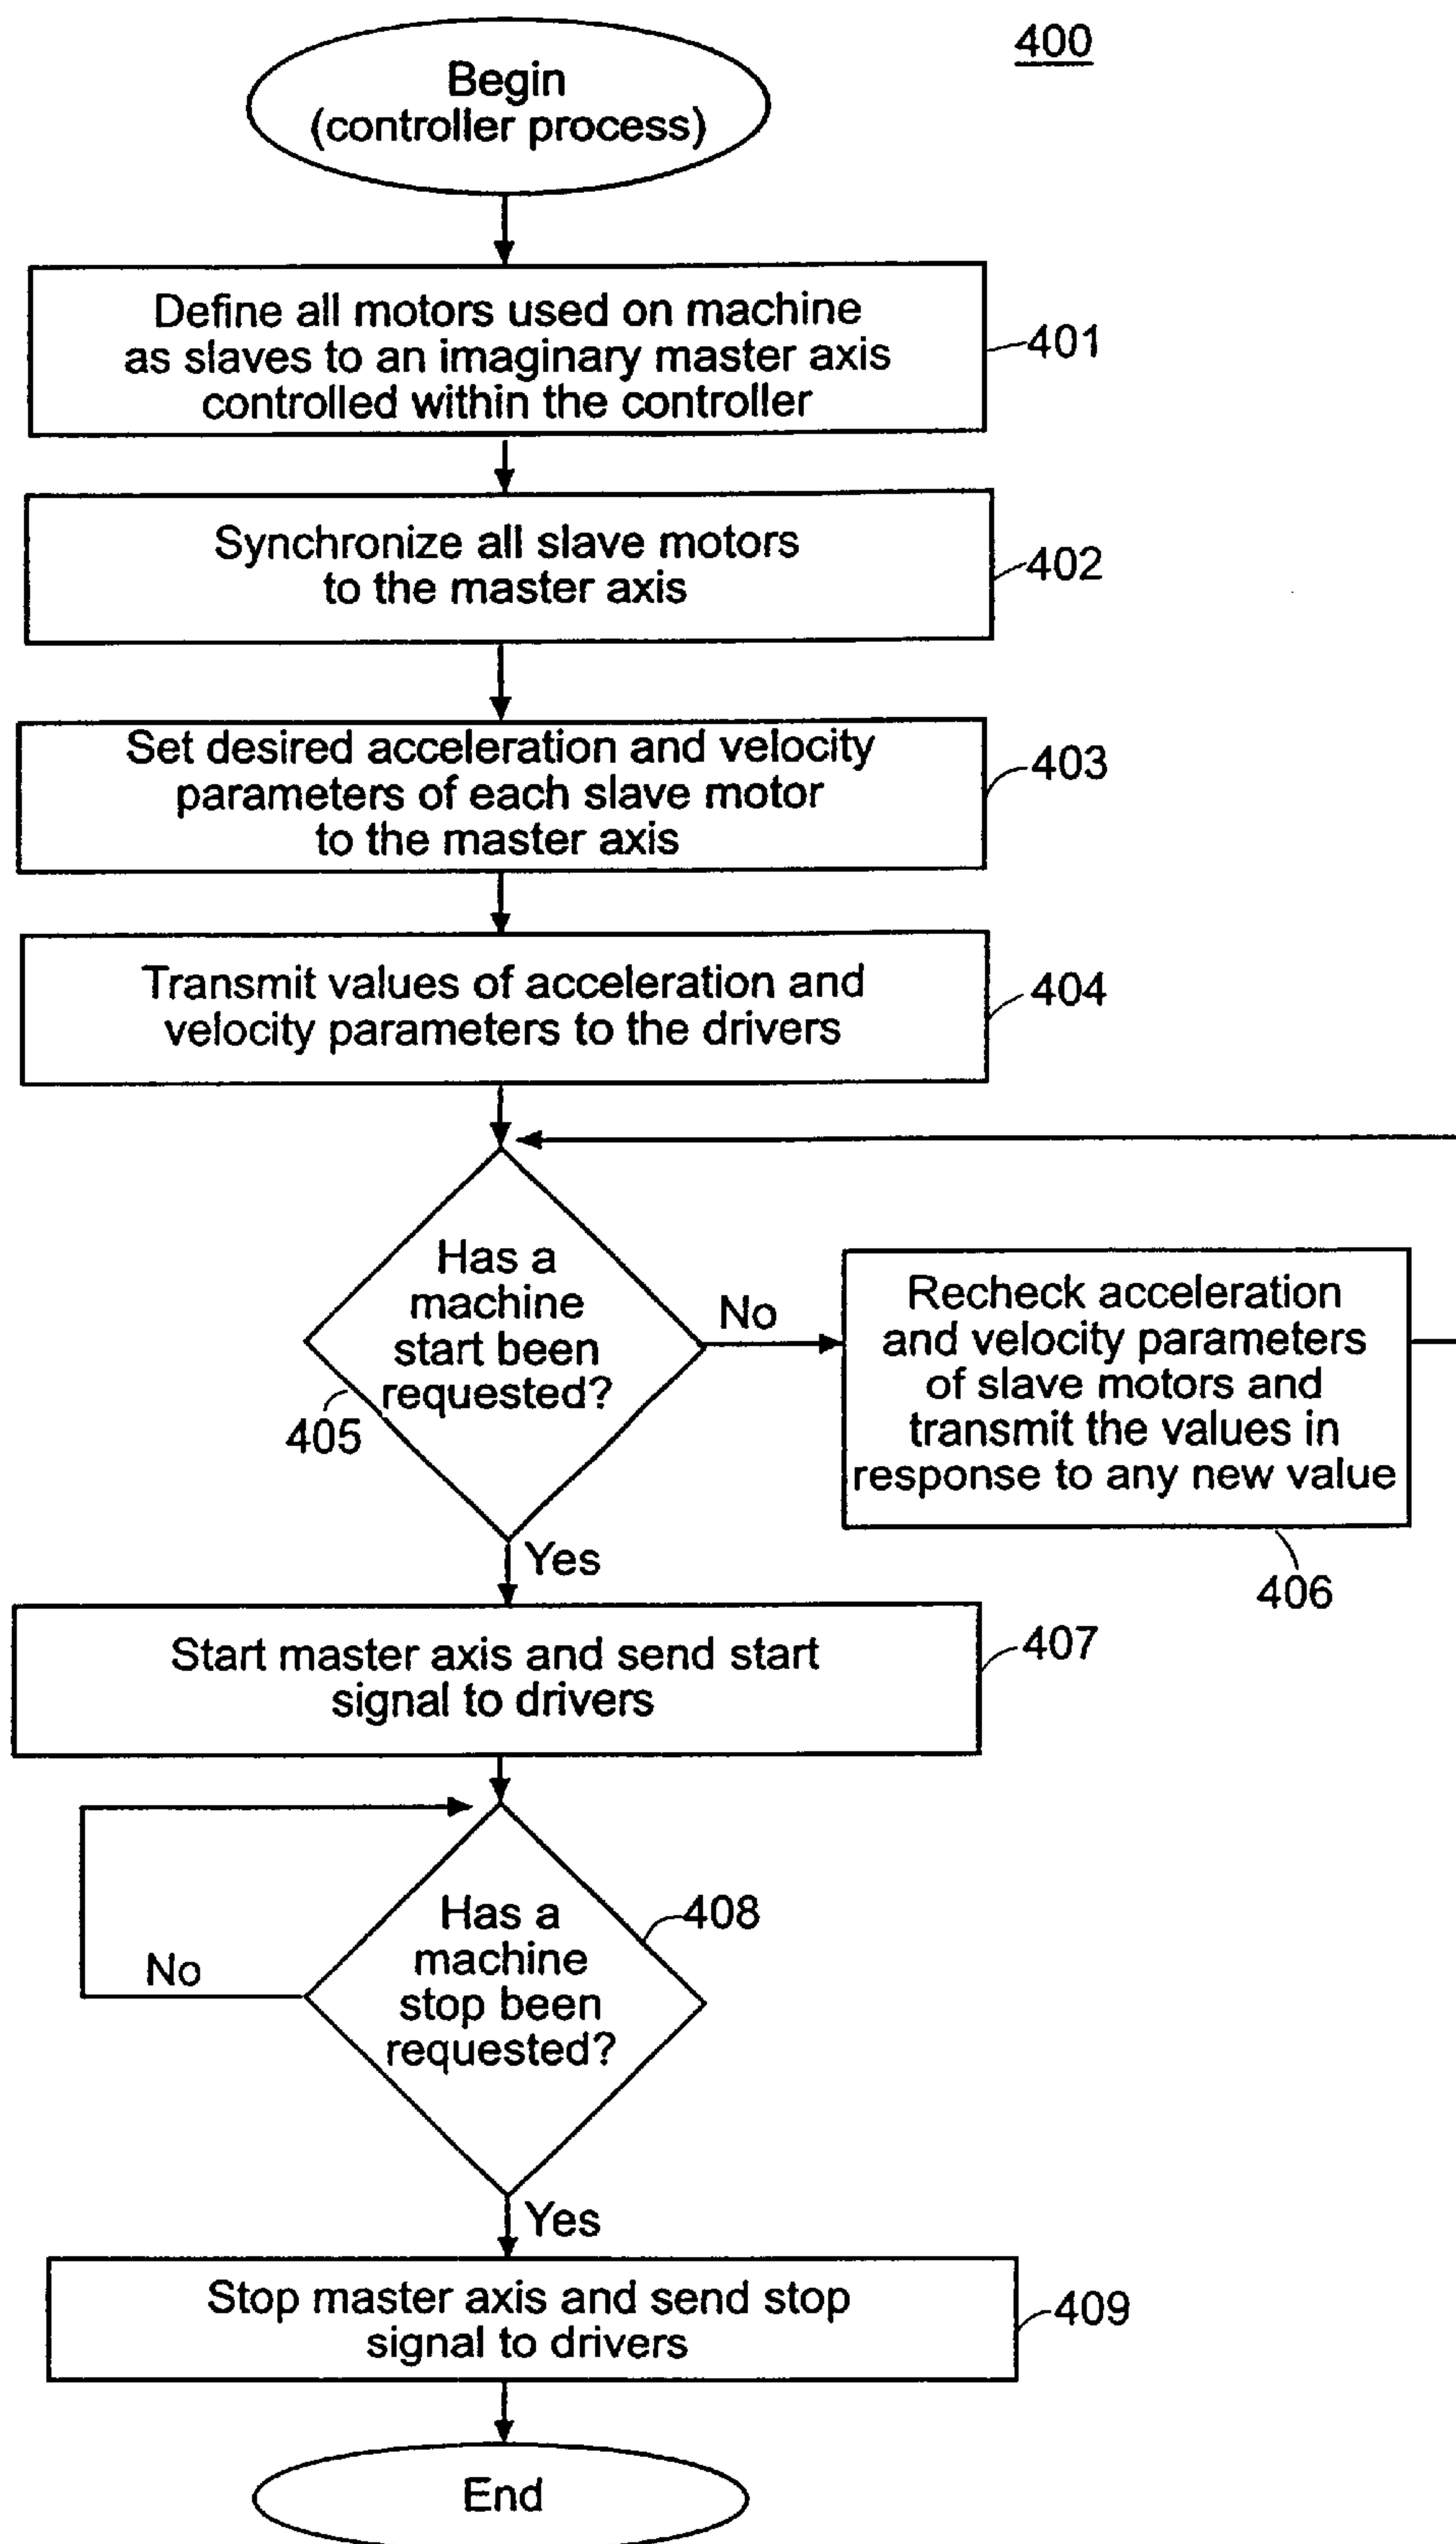 400
Begin
(controller process)
Define all motors used on machine
as slaves to an imaginary master axis
controlled within the controller
401
Synchronize all slave motors
to the master axis
402
Set desired acceleration and velocity
parameters of each slave motor
to the master axis
403
Transmit values of acceleration and
velocity parameters to the drivers
404
Has a
machine
start been
requested?
405
No
Recheck acceleration
and velocity parameters
of slave motors and
transmit the values in
response to any new value
406
Yes
Start master axis and send start
signal to drivers
407
Has a
machine
stop been
requested?
408
No
Yes
Stop master axis and send stop
signal to drivers
409
End